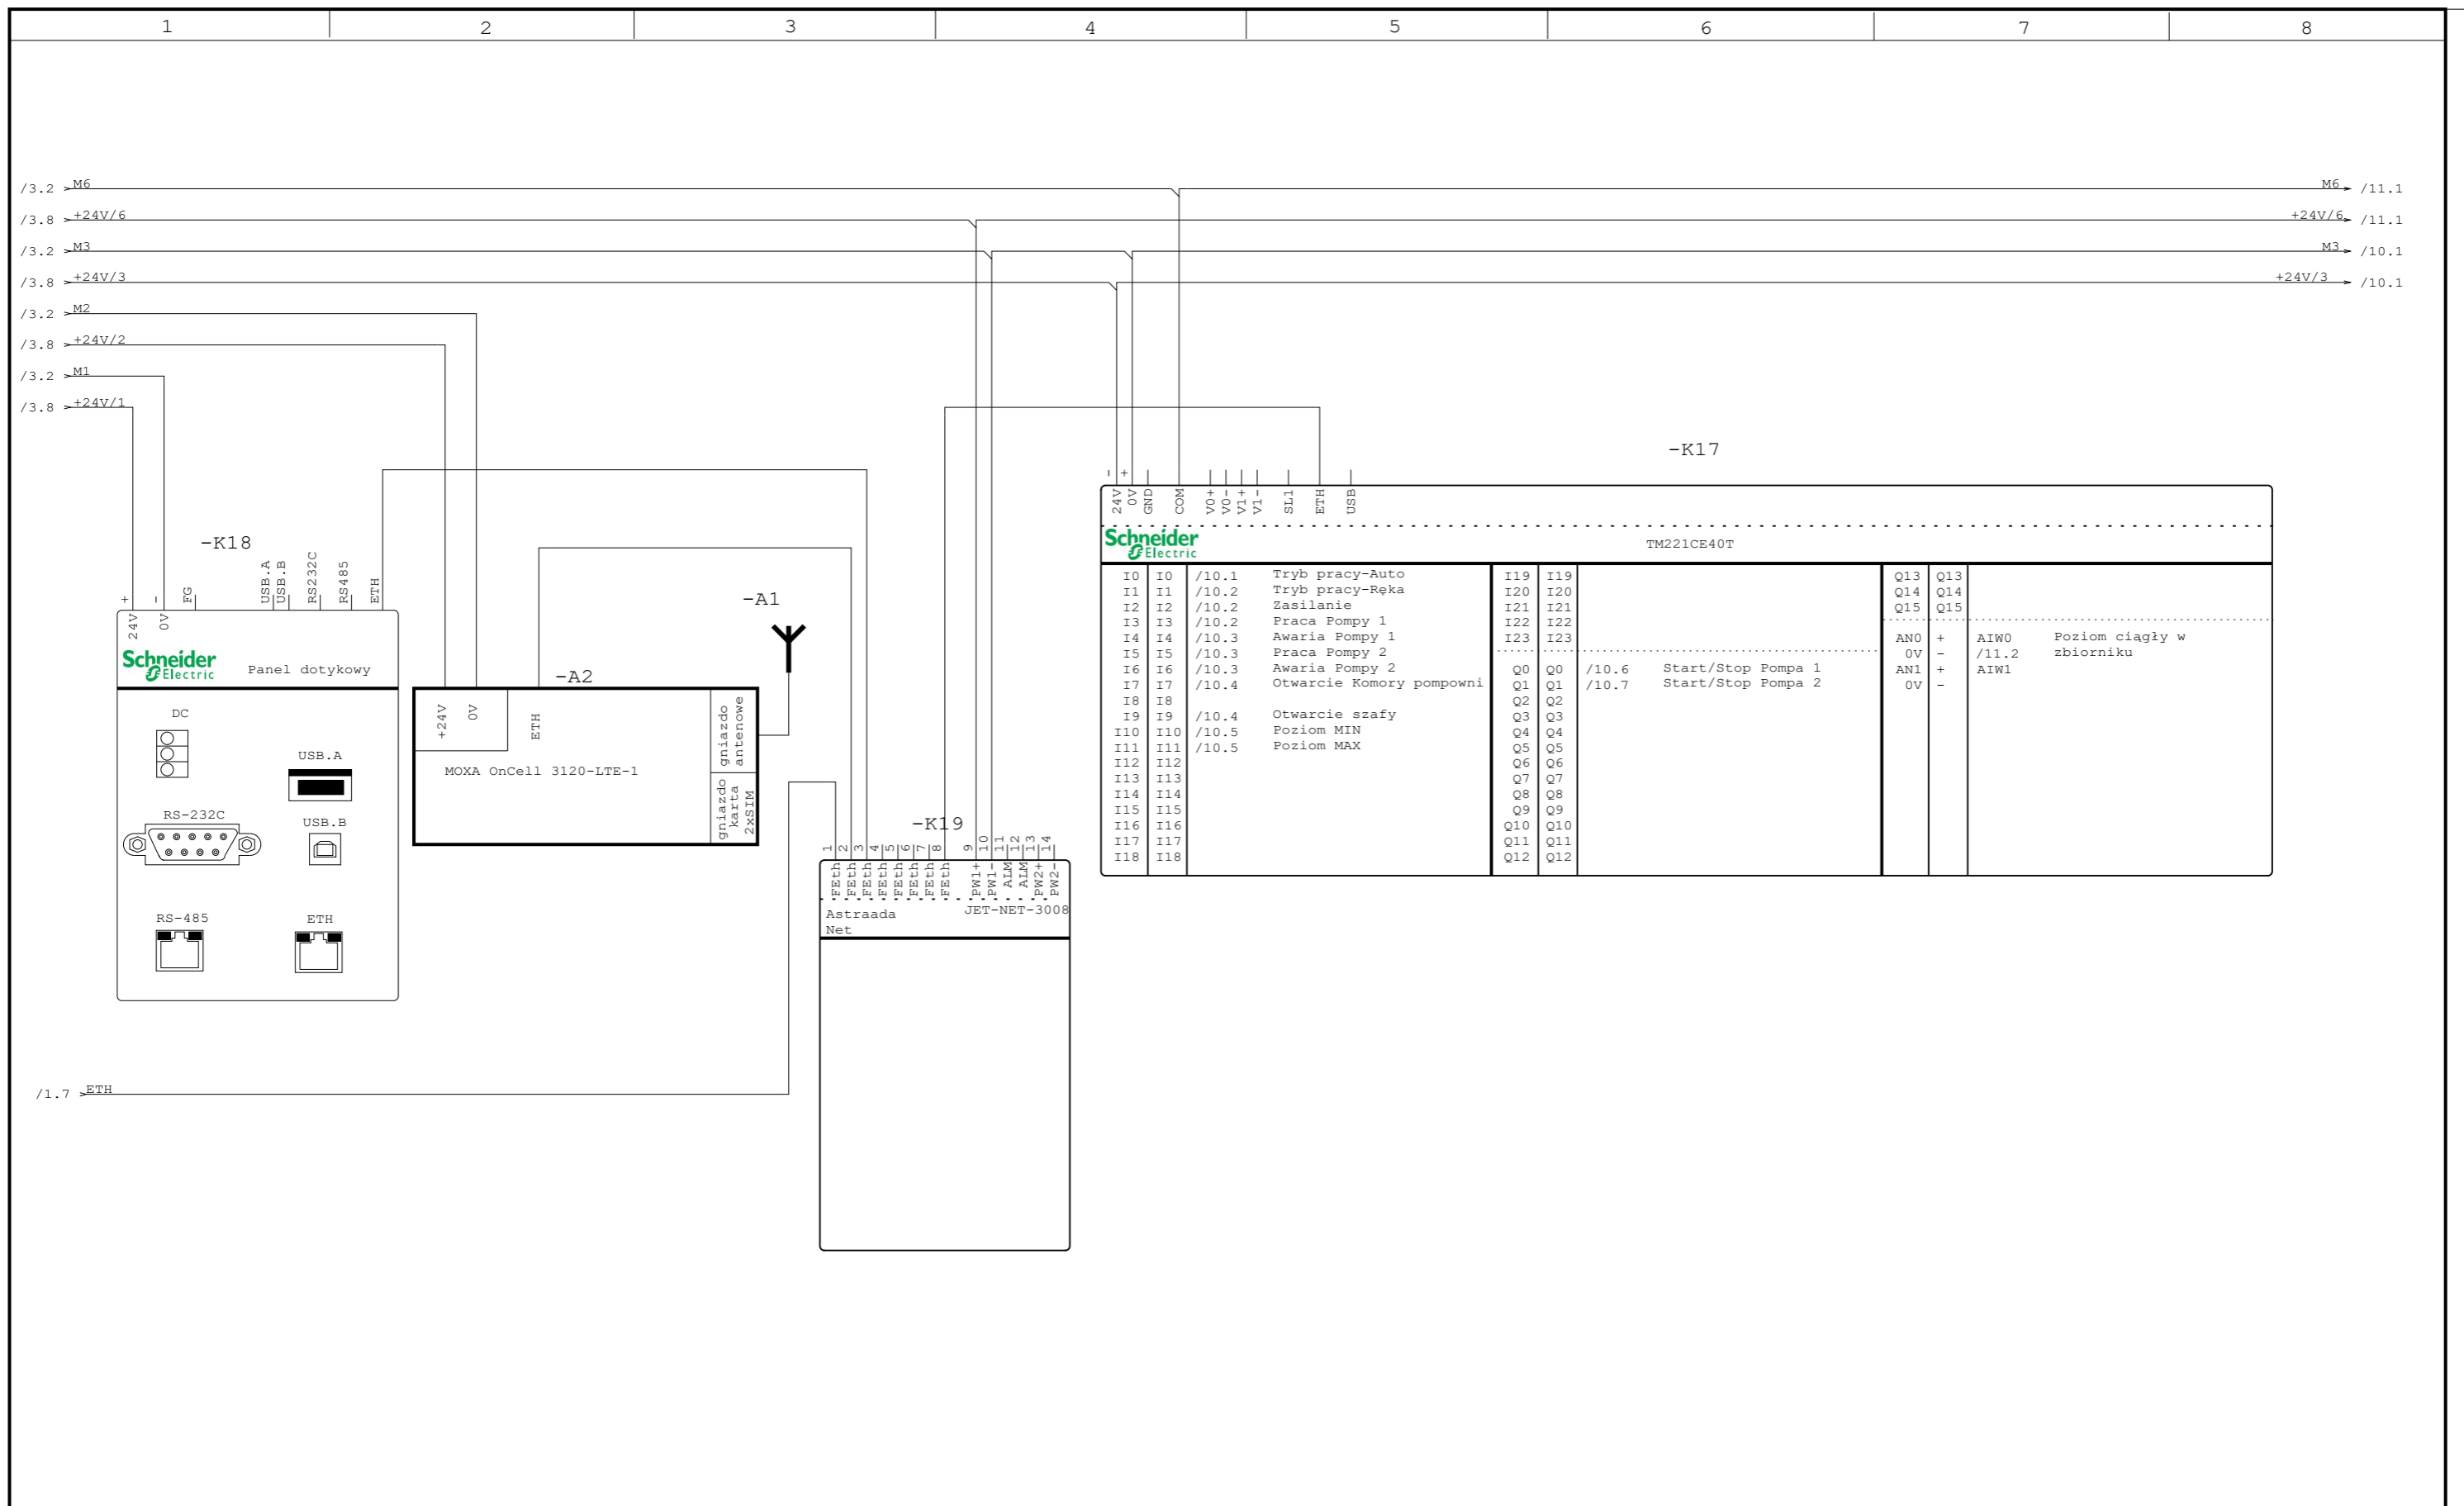 1 2 3 4 5 6 7 8
/3.2 M6 M6 /11.1
/3.8 +24V/6 +24V/6 /11.1
/3.2 M3 M3 /10.1
/3.8 +24V/3 +24V/3 /10.1
/3.2 M2
/3.8 +24V/2
/3.2 M1
/3.8 +24V/1
-K18
+ - FG USB.A USB.B RS232C RS485 ETH
24V 0V
Schneider
Electric
Panel dotykowy
DC
USB.A
RS-232C
USB.B
RS-485
ETH
-A2
+24V 0V ETH
gniazdo
antenowe
MOXA OnCell 3120-LTE-1
gniazdo
karta
2xSIM
-A1
-K19
1 2 3 4 5 6 7 8 9 10 11 12 13 14
FEth FEth FEth FEth FEth FEth FEth FEth PW1+ PW1- ALM ALM PW2+ PW2-
Astraada
Net
JET-NET-3008
/1.7 ETH
-K17
- +
24V 0V GND COM V0+ V0- V1+ V1- SL1 ETH USB
Schneider
Electric
TM221CE40T
I0 I0 /10.1 Tryb pracy-Auto
I1 I1 /10.2 Tryb pracy-Ręka
I2 I2 /10.2 Zasilanie
I3 I3 /10.2 Praca Pompy 1
I4 I4 /10.3 Awaria Pompy 1
I5 I5 /10.3 Praca Pompy 2
I6 I6 /10.3 Awaria Pompy 2
I7 I7 /10.4 Otwarcie Komory pompowni
I8 I8
I9 I9 /10.4 Otwarcie szafy
I10 I10 /10.5 Poziom MIN
I11 I11 /10.5 Poziom MAX
I12 I12
I13 I13
I14 I14
I15 I15
I16 I16
I17 I17
I18 I18
I19 I19
I20 I20
I21 I21
I22 I22
I23 I23
Q0 Q0 /10.6 Start/Stop Pompa 1
Q1 Q1 /10.7 Start/Stop Pompa 2
Q2 Q2
Q3 Q3
Q4 Q4
Q5 Q5
Q6 Q6
Q7 Q7
Q8 Q8
Q9 Q9
Q10 Q10
Q11 Q11
Q12 Q12
Q13 Q13
Q14 Q14
Q15 Q15
AN0 + AIW0 Poziom ciągły w
0V - /11.2 zbiorniku
AN1 + AIW1
0V -